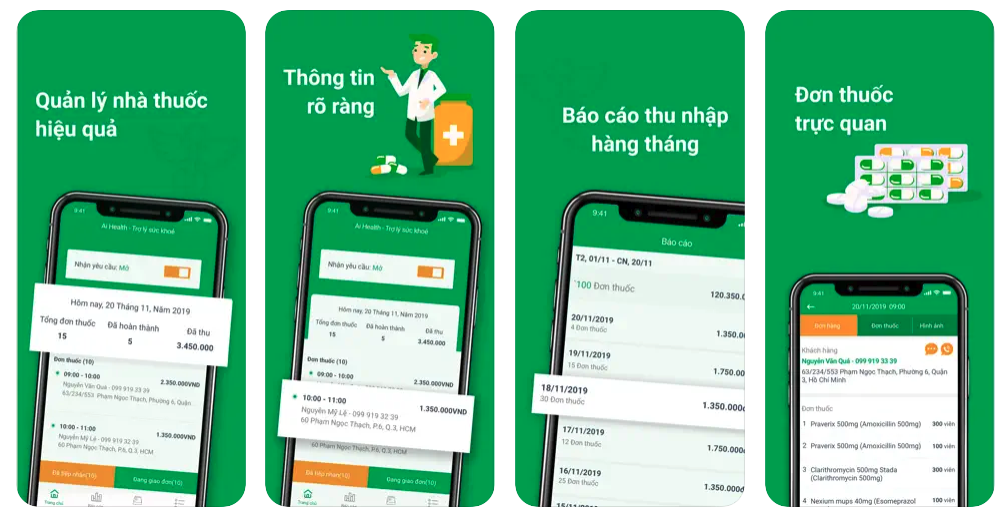 Quản lý nhà thuốc
hiệu quả
9:41
Ai Health - Trợ lý sức khoẻ
Nhận yêu cầu: Mở
Hôm nay, 20 Tháng 11, Năm 2019
Tổng đơn thuốc Đã hoàn thành Đã thu
15 5 3.450.000
Đơn thuốc (10)
09:00 - 10:00 2.350.000VND
Nguyễn Văn Quá - 099 919 33 39
63/234/553 Phạm Ngọc Thạch, Phường 6, Quận
10:00 - 11:00 1.350.000VND
Nguyễn Mỹ Lệ - 099 919 32 39
60 Phạm Ngọc Thạch, P.6, Q.3, HCM
Đã tiếp nhận(10) Đang giao đơn(10)
Trang chủ
Thông tin
rõ ràng
9:41
Ai Health - Trợ lý sức khoẻ
Nhận yêu cầu: Mở
Hôm nay, 20 Tháng 11, Năm 2019
Tổng đơn thuốc Đã hoàn thành Đã thu
15 5 3.450.000
Đơn thuốc (10)
09:00 - 10:00 2.350.000VND
10:00 - 11:00 1.350.000VND
Nguyễn Mỹ Lệ - 099 919 32 39
60 Phạm Ngọc Thạch, P.6, Q.3, HCM
60 Phạm Ngọc Thạch, P.6, Q.3, HCM
Đã tiếp nhận(10) Đang giao đơn(10)
Trang chủ
Báo cáo thu nhập
hàng tháng
9:41
Báo cáo
T2, 01/11 - CN, 20/11
100 Đơn thuốc 120.350.0
20/11/2019
4 Đơn thuốc 1.350.00
19/11/2019
15 Đơn thuốc 1.750.00
18/11/2019
30 Đơn thuốc 1.350.000
17/11/2019
12 Đơn thuốc 1.750.000
16/11/2019
25 Đơn thuốc 1.350.000đ
15/11/2019
Đơn thuốc
trực quan
9:41
20/11/2019 09:00
Đơn hàng Đơn thuốc Hình ảnh
Khách hàng
Nguyễn Văn Quá - 099 919 33 39
63/234/553 Phạm Ngọc Thạch, Phường 6, Quận
3, Hồ Chí Minh
Đơn thuốc
1 Praverix 500mg (Amoxicillin 500mg) 300 viên
2 Praverix 500mg (Amoxicillin 500mg) 100 viên
3 Clarithromycin 500mg Stada 300 viên
(Clarithromycin 500mg)
4 Nexium mups 40mg (Esomeprazol 100 viên